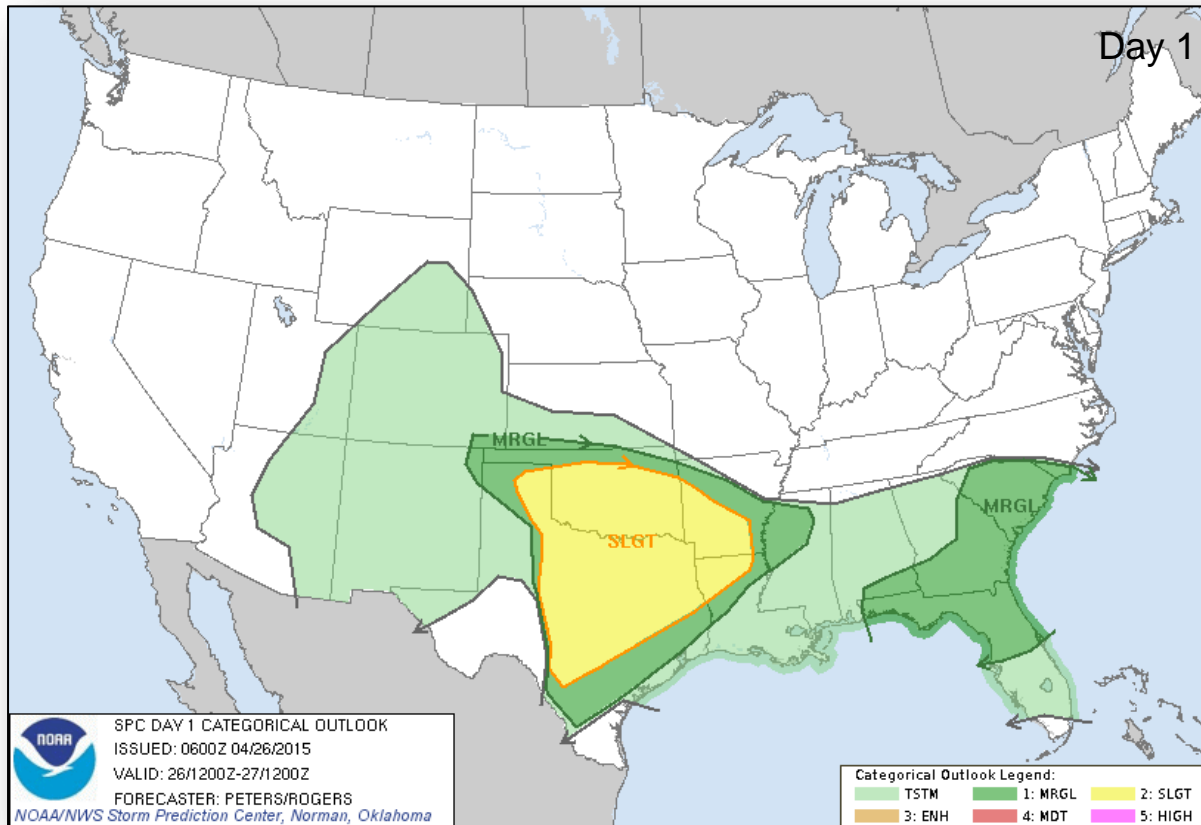 Day 1
MRGL
MRGL
SLGT
NOAA
SPC DAY 1 CATEGORICAL OUTLOOK
ISSUED: 0600Z 04/26/2015
VALID: 26/1200Z-27/1200Z
FORECASTER: PETERS/ROGERS
NOAA/NWS Storm Prediction Center, Norman, Oklahoma
Categorical Outlook Legend:
TSTM 1: MRGL 2: SLGT
3: ENH 4: MDT 5: HIGH